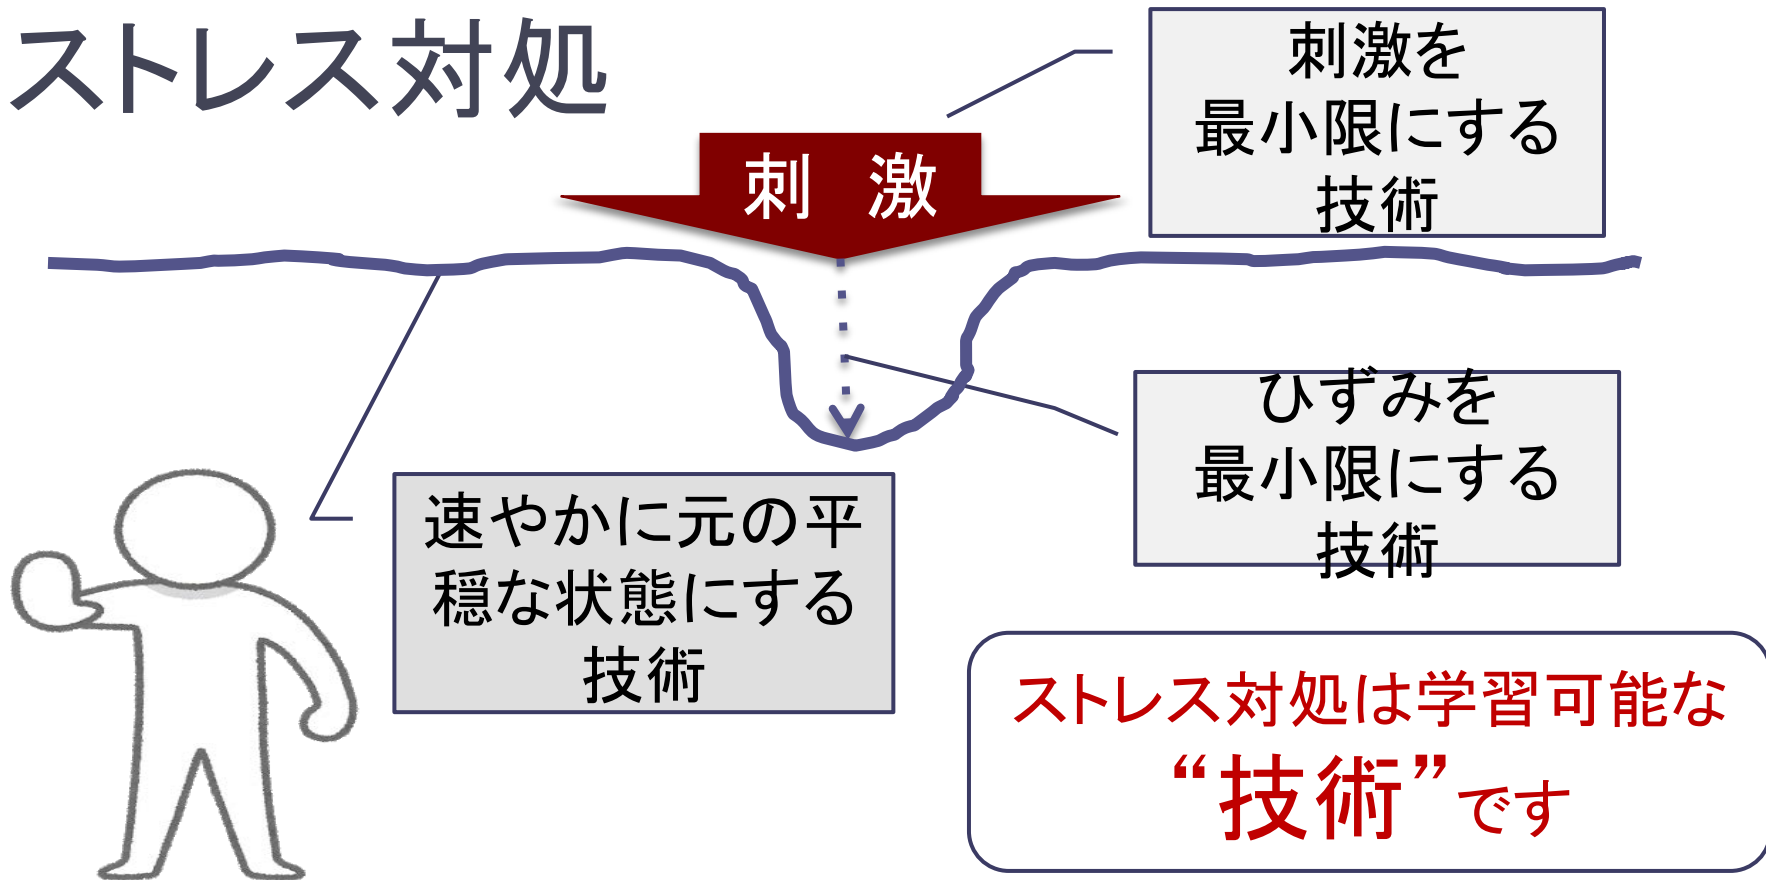 ストレス対処
刺激を
最小限にする
技術
刺　激
ひずみを
最小限にする
技術
速やかに元の平
穏な状態にする
技術
ストレス対処は学習可能な
“技術”です